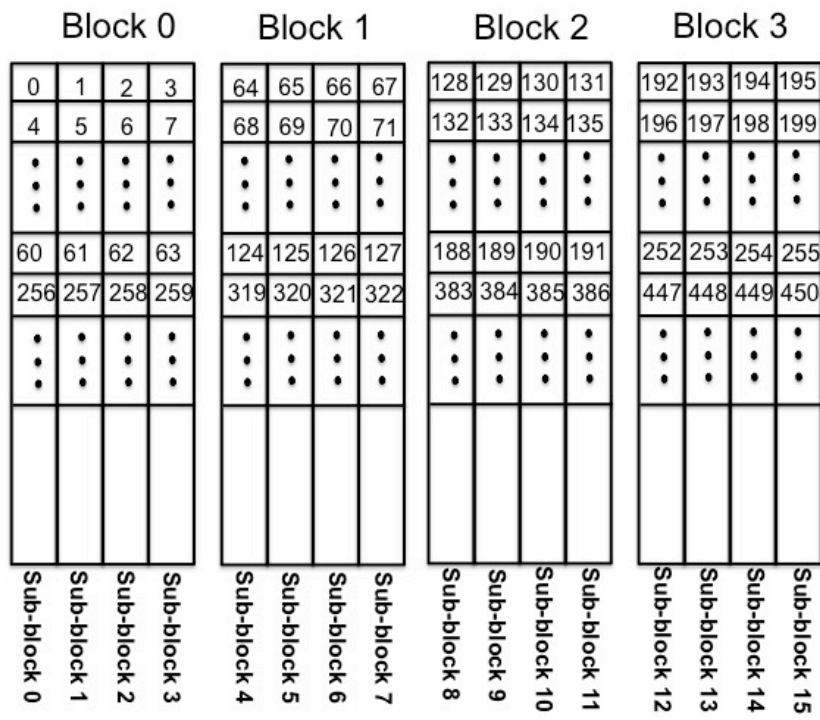 Block 0 Block 1 Block 2 Block 3
0 1 2 3 64 65 66 67 128 129 130 131 192 193 194 195
4 5 6 7 68 69 70 71 132 133 134 135 196 197 198 199
60 61 62 63 124 125 126 127 188 189 190 191 252 253 254 255
256 257 258 259 319 320 321 322 383 384 385 386 447 448 449 450
Sub-block 0
Sub-block 1
Sub-block 2
Sub-block 3
Sub-block 4
Sub-block 5
Sub-block 6
Sub-block 7
Sub-block 8
Sub-block 9
Sub-block 10
Sub-block 11
Sub-block 12
Sub-block 13
Sub-block 14
Sub-block 15